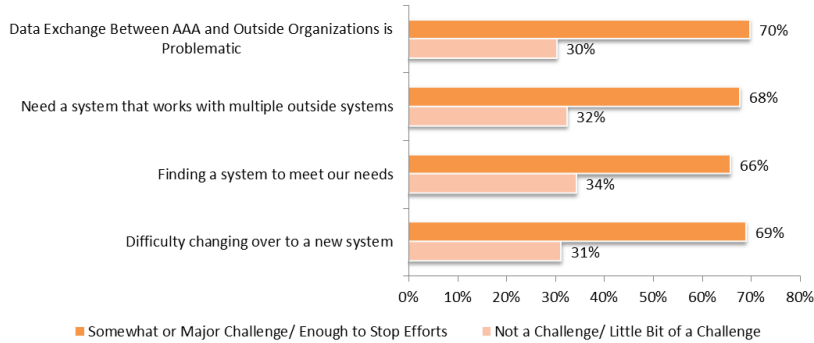 Data Exchange Between AAA and Outside Organizations is
Problematic
70%
30%
Need a system that works with multiple outside systems
68%
32%
Finding a system to meet our needs
66%
34%
Difficulty changing over to a new system
69%
31%
0% 10% 20% 30% 40% 50% 60% 70% 80%
Somewhat or Major Challenge/ Enough to Stop Efforts Not a Challenge/ Little Bit of a Challenge